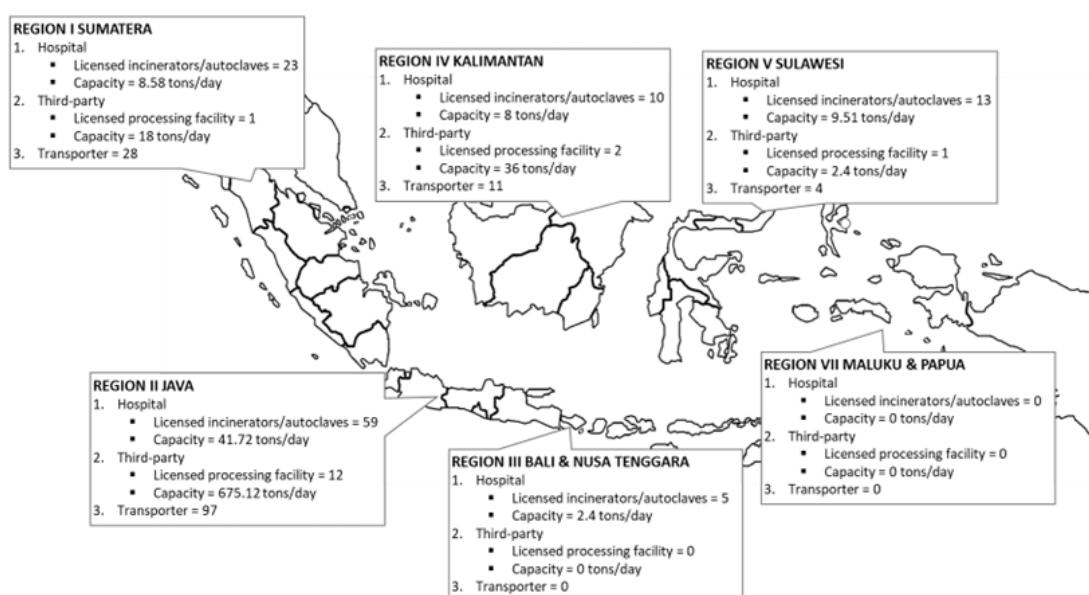 REGION I SUMATERA
1. Hospital
▪ Licensed incinerators/autoclaves = 23
▪ Capacity = 8.58 tons/day
2. Third-party
▪ Licensed processing facility = 1
▪ Capacity = 18 tons/day
3. Transporter = 28
REGION IV KALIMANTAN
1. Hospital
▪ Licensed incinerators/autoclaves = 10
▪ Capacity = 8 tons/day
2. Third-party
▪ Licensed processing facility = 2
▪ Capacity = 36 tons/day
3. Transporter = 11
REGION V SULAWESI
1. Hospital
▪ Licensed incinerators/autoclaves = 13
▪ Capacity = 9.51 tons/day
2. Third-party
▪ Licensed processing facility = 1
▪ Capacity = 2.4 tons/day
3. Transporter = 4
REGION II JAVA
1. Hospital
▪ Licensed incinerators/autoclaves = 59
▪ Capacity = 41.72 tons/day
2. Third-party
▪ Licensed processing facility = 12
▪ Capacity = 675.12 tons/day
3. Transporter = 97
REGION III BALI & NUSA TENGGARA
1. Hospital
▪ Licensed incinerators/autoclaves = 5
▪ Capacity = 2.4 tons/day
2. Third-party
▪ Licensed processing facility = 0
▪ Capacity = 0 tons/day
3. Transporter = 0
REGION VII MALUKU & PAPUA
1. Hospital
▪ Licensed incinerators/autoclaves = 0
▪ Capacity = 0 tons/day
2. Third-party
▪ Licensed processing facility = 0
▪ Capacity = 0 tons/day
3. Transporter = 0